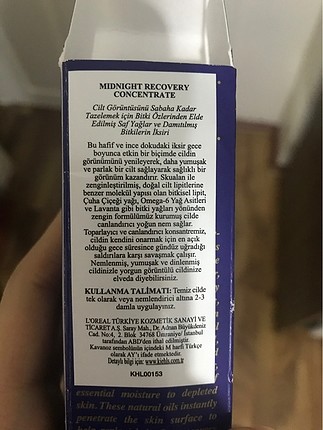 MIDNIGHT RECOVERY
CONCENTRATE
Cilt Görüntüsünü Sabaha Kadar
Tazelemek için Bitki Özlerinden Elde
Edilmiş Saf Yağlar ve Damıtılmış
Bitkilerin İksiri
Bu hafif ve ince dokudaki iksir gece
boyunca etkin bir biçimde cildin
görünümünü yenileyerek, daha yumuşak
ve parlak bir cilt sağlayarak sağlıklı bir
görünüm kazandırır. Skualan ile
zenginleştirilmiş, doğal cilt lipitlerine
benzer molekül yapısı olan bitkisel lipit,
Çuha Çiçeği yağı, Omega-6 Yağ Asitleri
ve Lavanta gibi bitki yağları yönünden
zengin formülümüz kurumuş cilde
canlandırıcı yoğun nem sağlar.
Toparlayıcı ve canlandırıcı konsantremiz,
cildin kendini onarmak için en açık
olduğu gece süresince gündüz uğradığı
saldırılara karşı savaşmak çalışır.
Nemlenmiş, yumuşak ve dinlenmiş
cildinizle yorgun görüntülü cildinize
elveda diyebilirsiniz.
KULLANMA TALİMATI: Temiz cilde
tek olarak veya nemlendirici altına 2-3
damla uygulayınız.
L'OREAL TÜRKİYE KOZMETİK SANAYİ VE
TİCARET A.Ş. Saray Mah., Dr. Adnan Büyükdeniz
Cad. No:4, 2. Blok 34768 Ümraniye/ İstanbul
tarafından ABD'den ithal edilmiştir.
Kavanoz sembolünün içindeki M harfi Türkçe
olarak AY'ı ifade etmektedir.
Detaylı bilgi için: www.kiehls.com.tr
KHL00153
essential moisture to depleted
skin. These natural oils instantly
penetrate the skin surface to